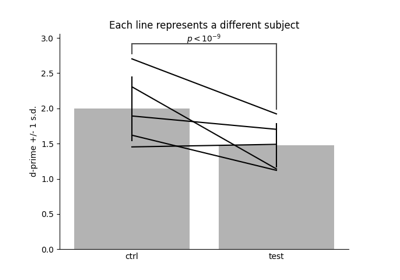 Each line represents a different subject
p < 10⁻⁹
3.0
2.5
2.0
1.5
1.0
0.5
0.0
d-prime +/- 1 s.d.
ctrl test